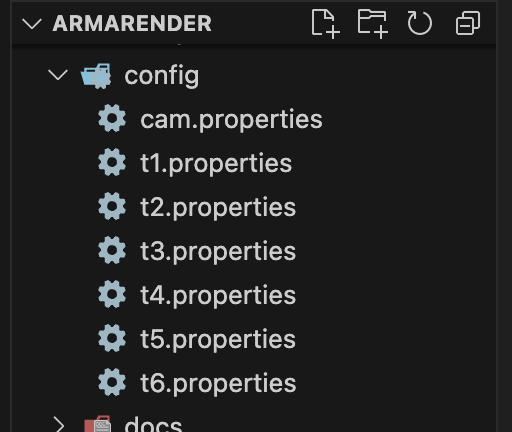 ARMARENDER
config
cam.properties
t1.properties
t2.properties
t3.properties
t4.properties
t5.properties
t6.properties
docs